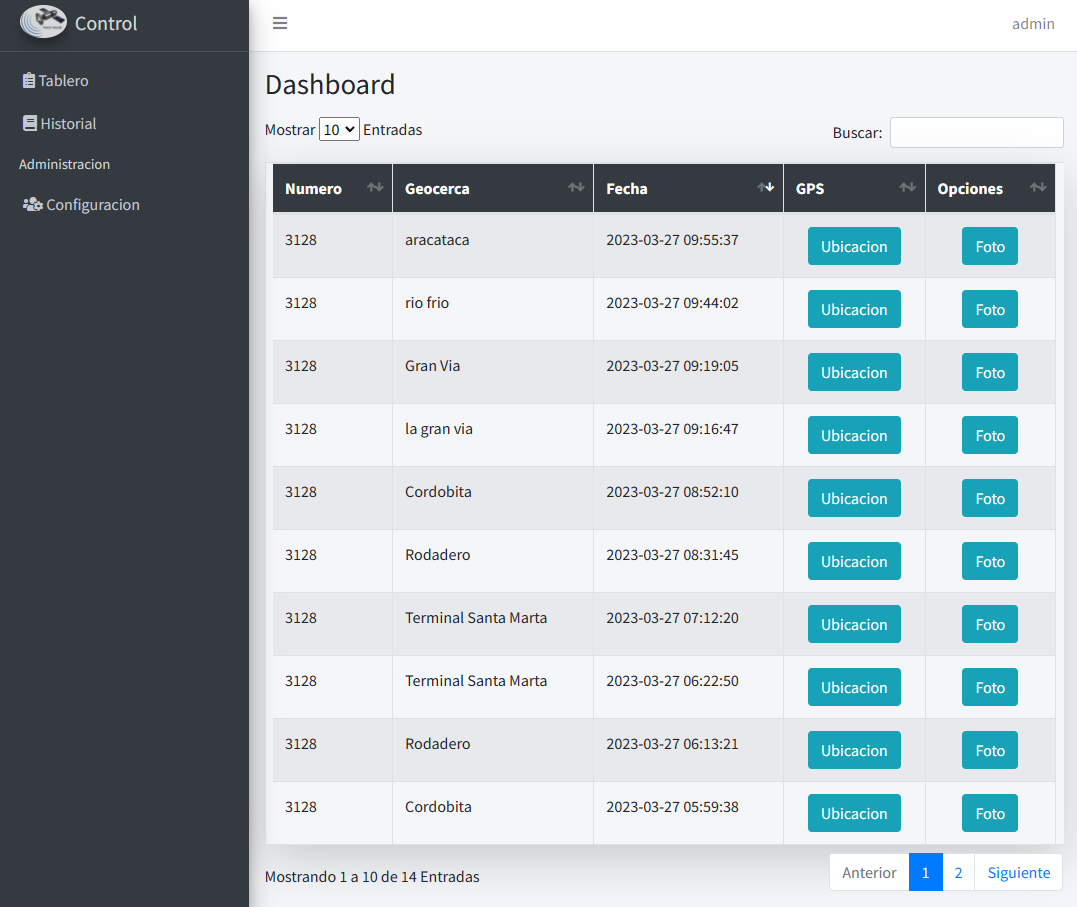 Control
admin
Tablero
Historial
Administracion
Configuracion
Dashboard
Mostrar 10 Entradas
Buscar:
Numero Geocerca Fecha GPS Opciones
3128 aracataca 2023-03-27 09:55:37 Ubicacion Foto
3128 rio frio 2023-03-27 09:44:02 Ubicacion Foto
3128 Gran Via 2023-03-27 09:19:05 Ubicacion Foto
3128 la gran via 2023-03-27 09:16:47 Ubicacion Foto
3128 Cordobita 2023-03-27 08:52:10 Ubicacion Foto
3128 Rodadero 2023-03-27 08:31:45 Ubicacion Foto
3128 Terminal Santa Marta 2023-03-27 07:12:20 Ubicacion Foto
3128 Terminal Santa Marta 2023-03-27 06:22:50 Ubicacion Foto
3128 Rodadero 2023-03-27 06:13:21 Ubicacion Foto
3128 Cordobita 2023-03-27 05:59:38 Ubicacion Foto
Mostrando 1 a 10 de 14 Entradas
Anterior 1 2 Siguiente